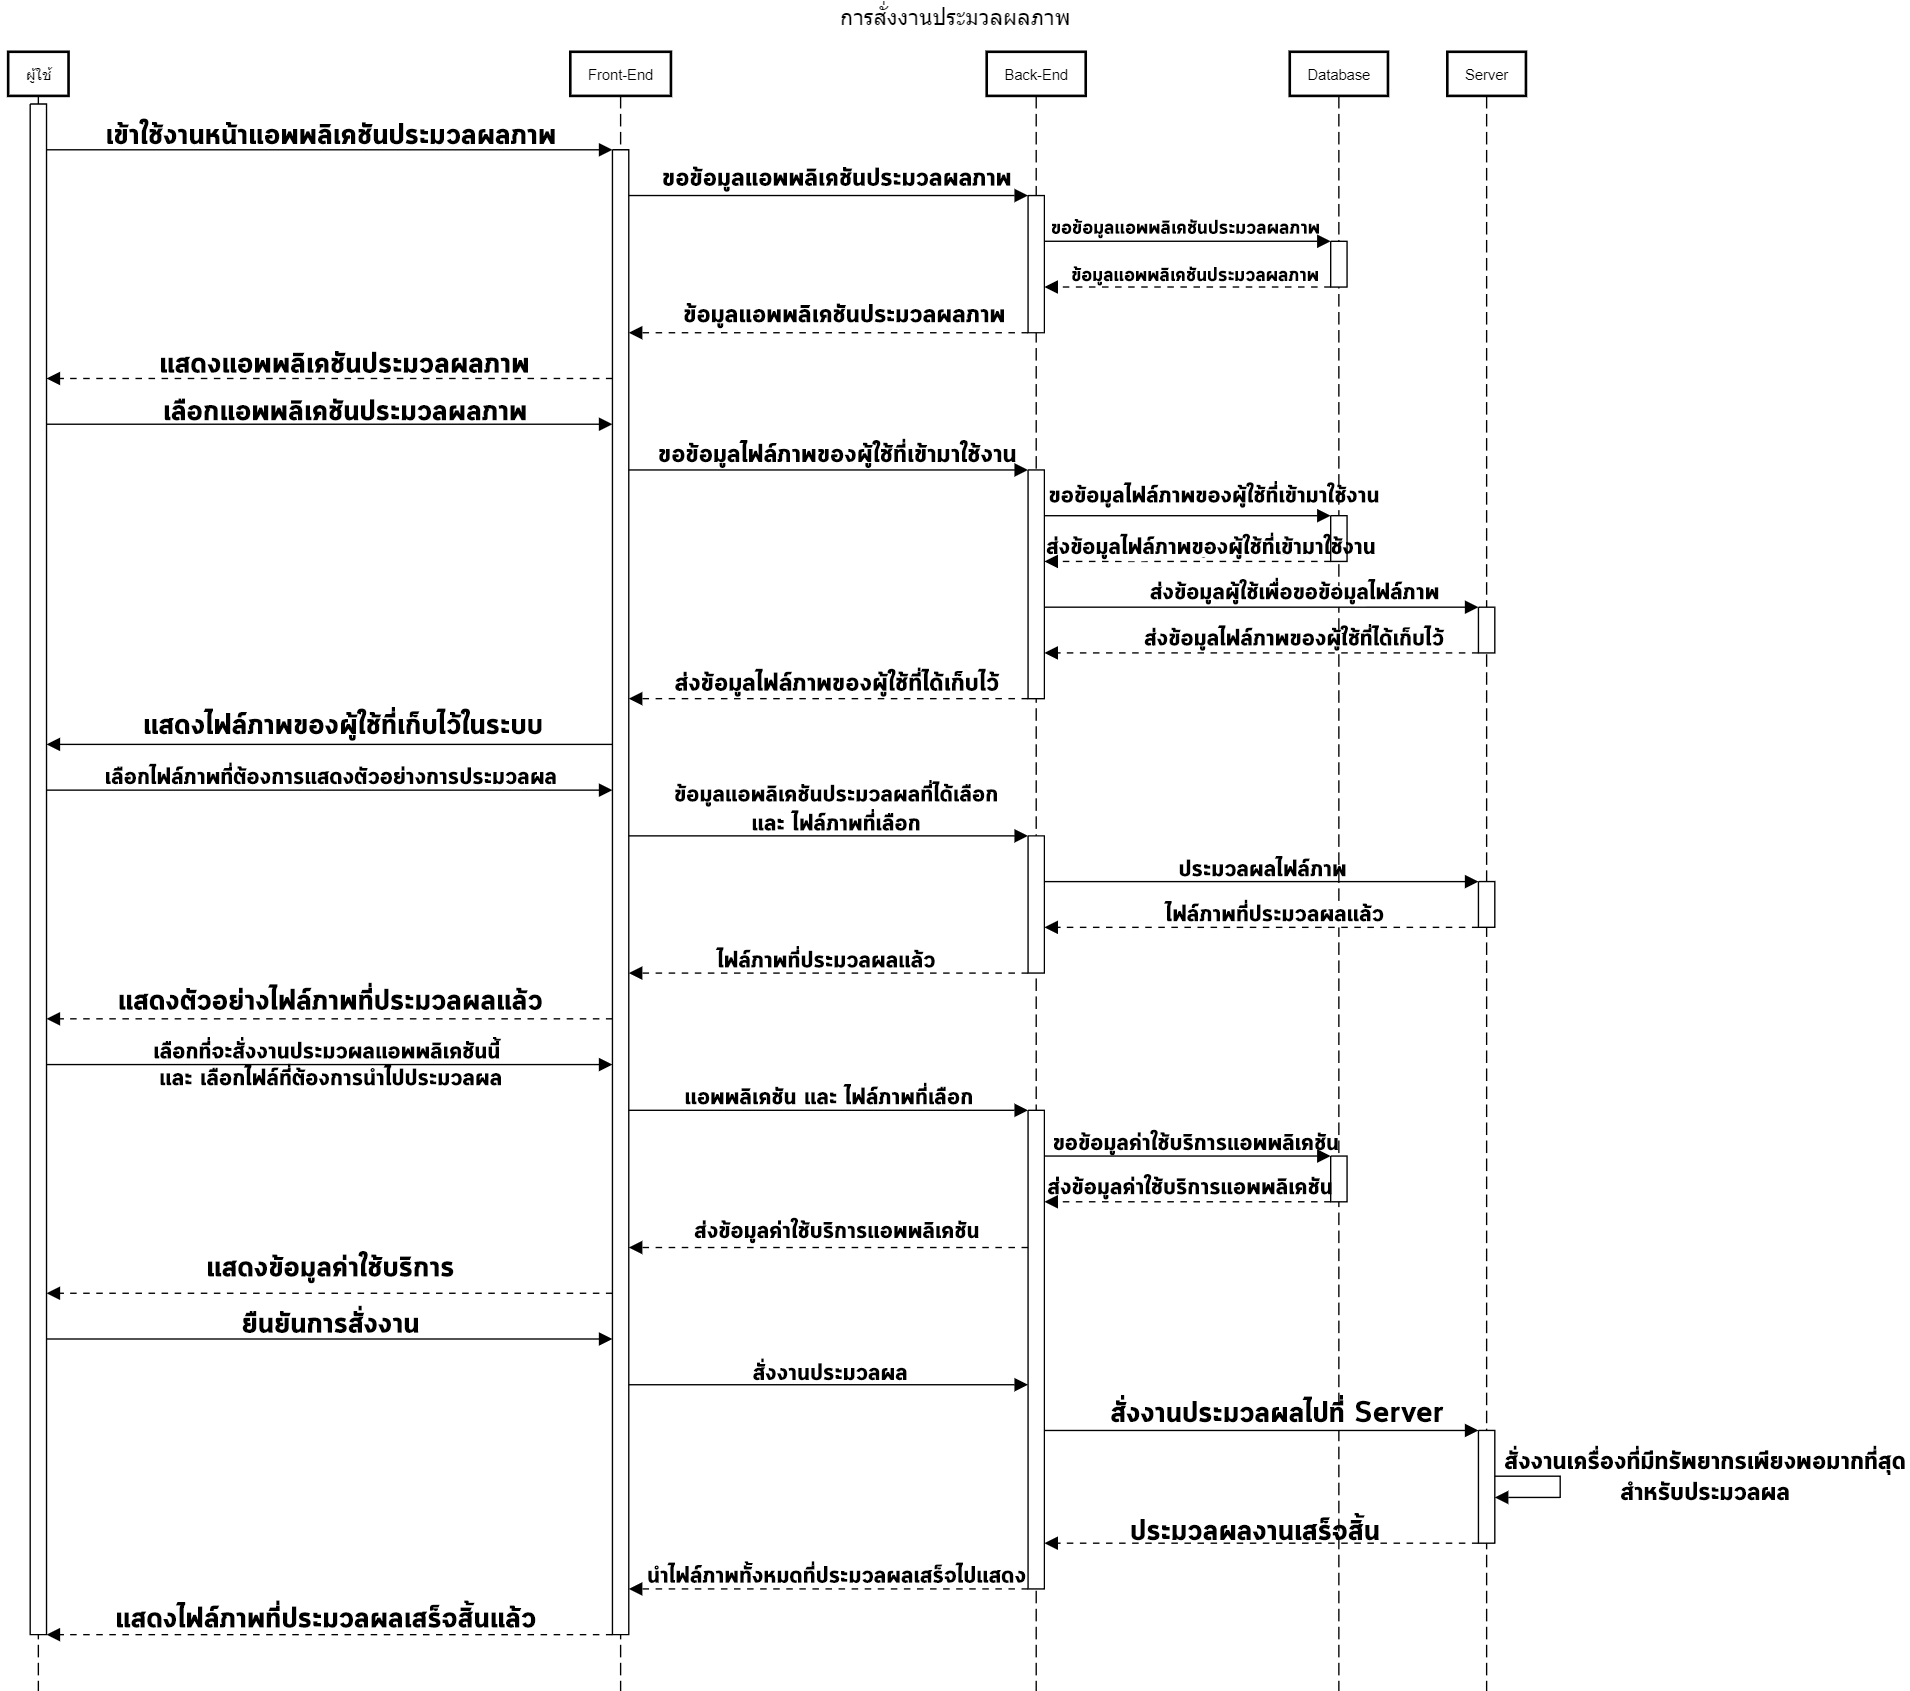 การสั่งงานประมวลผลภาพ
ผู้ใช้
Front-End
Back-End
Database
Server
เข้าใช้งานหน้าแอพพลิเคชันประมวลผลภาพ
ขอข้อมูลแอพพลิเคชันประมวลผลภาพ
ขอข้อมูลแอพพลิเคชันประมวลผลภาพ
ข้อมูลแอพพลิเคชันประมวลผลภาพ
ข้อมูลแอพพลิเคชันประมวลผลภาพ
แสดงแอพพลิเคชันประมวลผลภาพ
เลือกแอพพลิเคชันประมวลผลภาพ
ขอข้อมูลไฟล์ภาพของผู้ใช้ที่เข้ามาใช้งาน
ขอข้อมูลไฟล์ภาพของผู้ใช้ที่เข้ามาใช้งาน
ส่งข้อมูลไฟล์ภาพของผู้ใช้ที่เข้ามาใช้งาน
ส่งข้อมูลผู้ใช้เพื่อขอข้อมูลไฟล์ภาพ
ส่งข้อมูลไฟล์ภาพของผู้ใช้ที่ได้เก็บไว้
ส่งข้อมูลไฟล์ภาพของผู้ใช้ที่ได้เก็บไว้
แสดงไฟล์ภาพของผู้ใช้ที่เก็บไว้ในระบบ
เลือกไฟล์ภาพที่ต้องการแสดงตัวอย่างการประมวลผล
ข้อมูลแอพลิเคชันประมวลผลที่ได้เลือก
และ ไฟล์ภาพที่เลือก
ประมวลผลไฟล์ภาพ
ไฟล์ภาพที่ประมวลผลแล้ว
ไฟล์ภาพที่ประมวลผลแล้ว
แสดงตัวอย่างไฟล์ภาพที่ประมวลผลแล้ว
เลือกที่จะสั่งงานประมวผลแอพพลิเคชันนี้
และ เลือกไฟล์ที่ต้องการนำไปประมวลผล
แอพพลิเคชัน และ ไฟล์ภาพที่เลือก
ขอข้อมูลค่าใช้บริการแอพพลิเคชัน
ส่งข้อมูลค่าใช้บริการแอพพลิเคชัน
ส่งข้อมูลค่าใช้บริการแอพพลิเคชัน
แสดงข้อมูลค่าใช้บริการ
ยืนยันการสั่งงาน
สั่งงานประมวลผล
สั่งงานประมวลผลไปที่ Server
สั่งงานเครื่องที่มีทรัพยากรเพียงพอมากที่สุด
สำหรับประมวลผล
ประมวลผลงานเสร็จสิ้น
นำไฟล์ภาพทั้งหมดที่ประมวลผลเสร็จไปแสดง
แสดงไฟล์ภาพที่ประมวลผลเสร็จสิ้นแล้ว